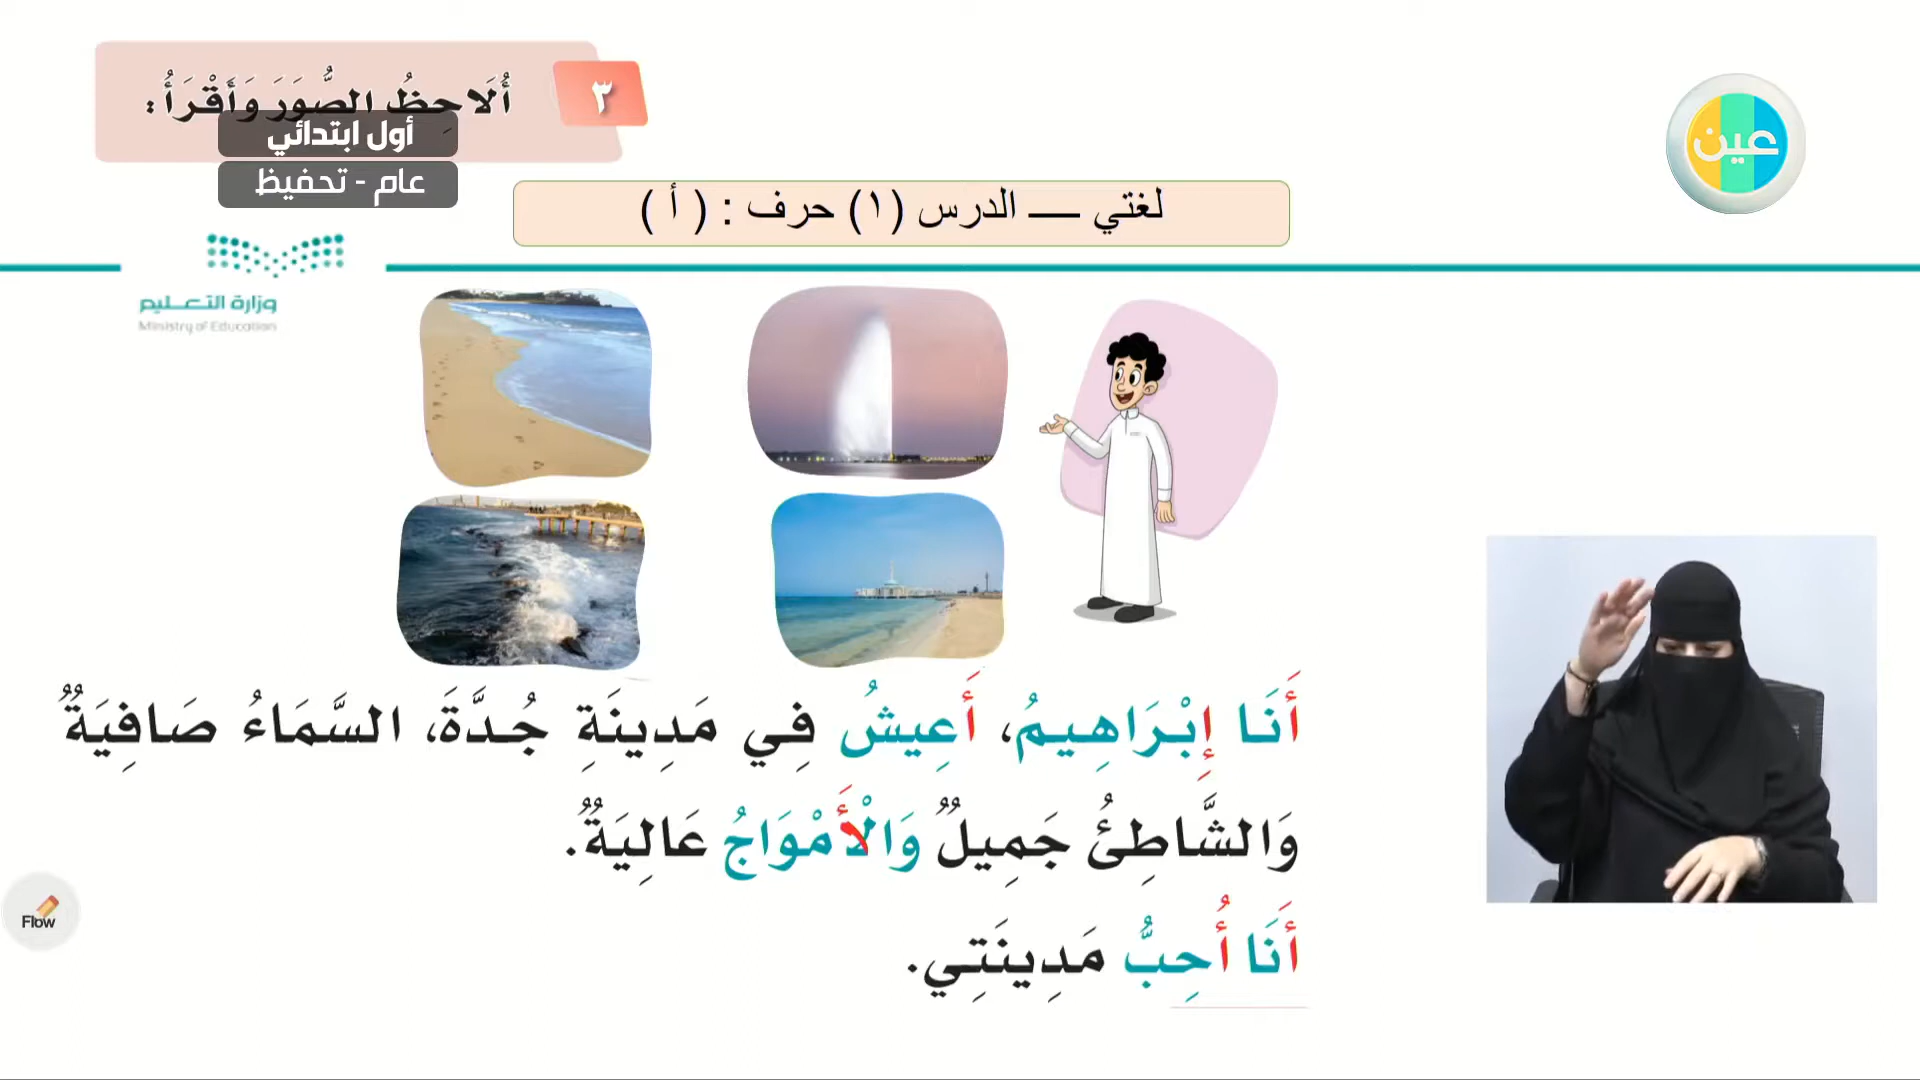 ٣
أُلَاحِظُ الصُّوَرَ وَأَقْرَأُ:
أول ابتدائي
عام - تحفيظ
عين
لغتي — الدرس (١) حرف : ( أ )
وزارة التعليم
Ministry of Education
أَنَا إِبْرَاهِيمُ، أَعِيشُ فِي مَدِينَةِ جُدَّةَ، السَّمَاءُ صَافِيَةٌ
وَالشَّاطِئُ جَمِيلٌ وَالْأَمْوَاجُ عَالِيَةٌ.
أَنَا أُحِبُّ مَدِينَتِي.
Flow